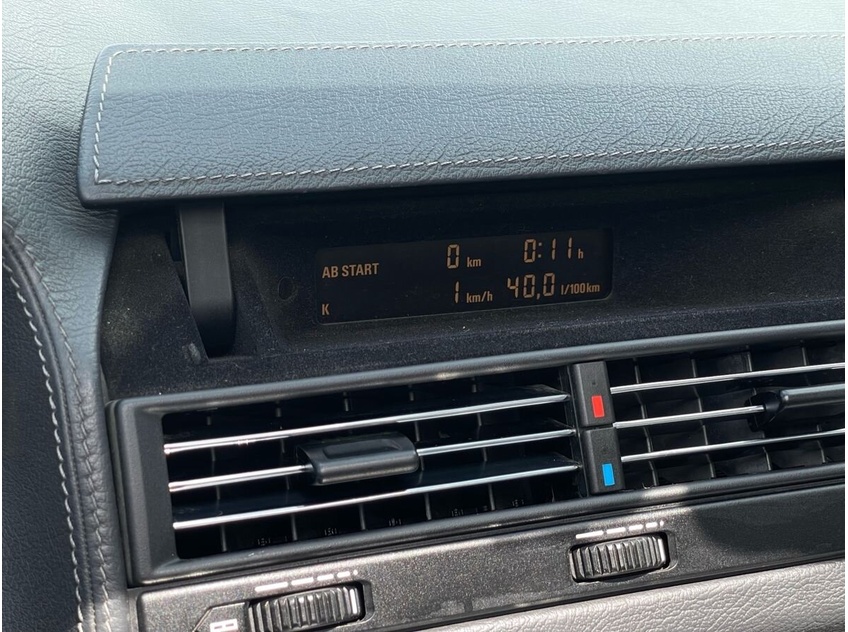 AB START 0 km 0:11 h
K 1 km/h 40,0 l/100km